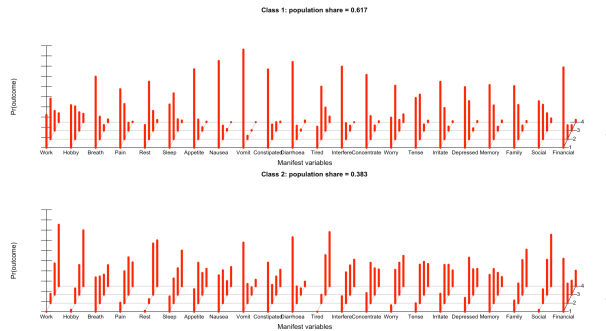 Class 1: population share = 0.617
Pr(outcome)
4
3
2
1
Work Hobby Breath Pain Rest Sleep Appetite Nausea Vomit Constipated Diarrhoea Tired Interfere Concentrate Worry Tense Irritate Depressed Memory Family Social Financial
Manifest variables
Class 2: population share = 0.383
Pr(outcome)
4
3
2
1
Work Hobby Breath Pain Rest Sleep Appetite Nausea Vomit Constipated Diarrhoea Tired Interfere Concentrate Worry Tense Irritate Depressed Memory Family Social Financial
Manifest variables